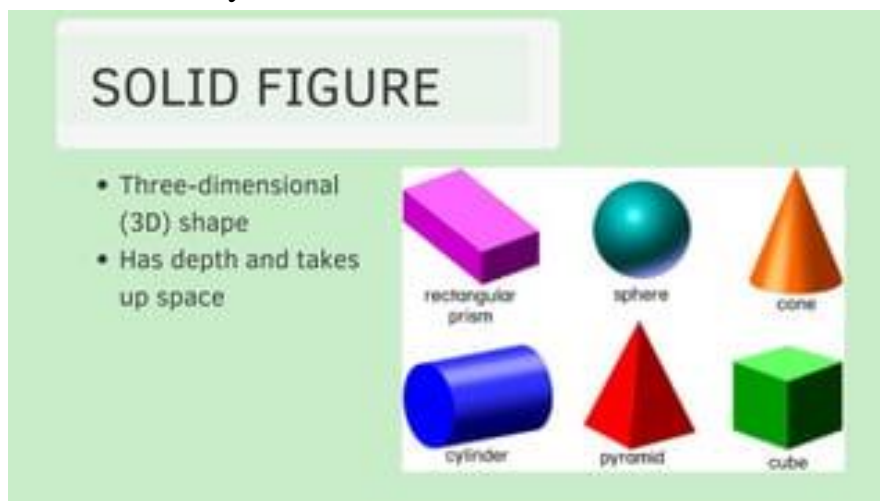 SOLID FIGURE
• Three-dimensional
(3D) shape
• Has depth and takes
up space
rectangular
prism
sphere
cone
cylinder
pyramid
cube